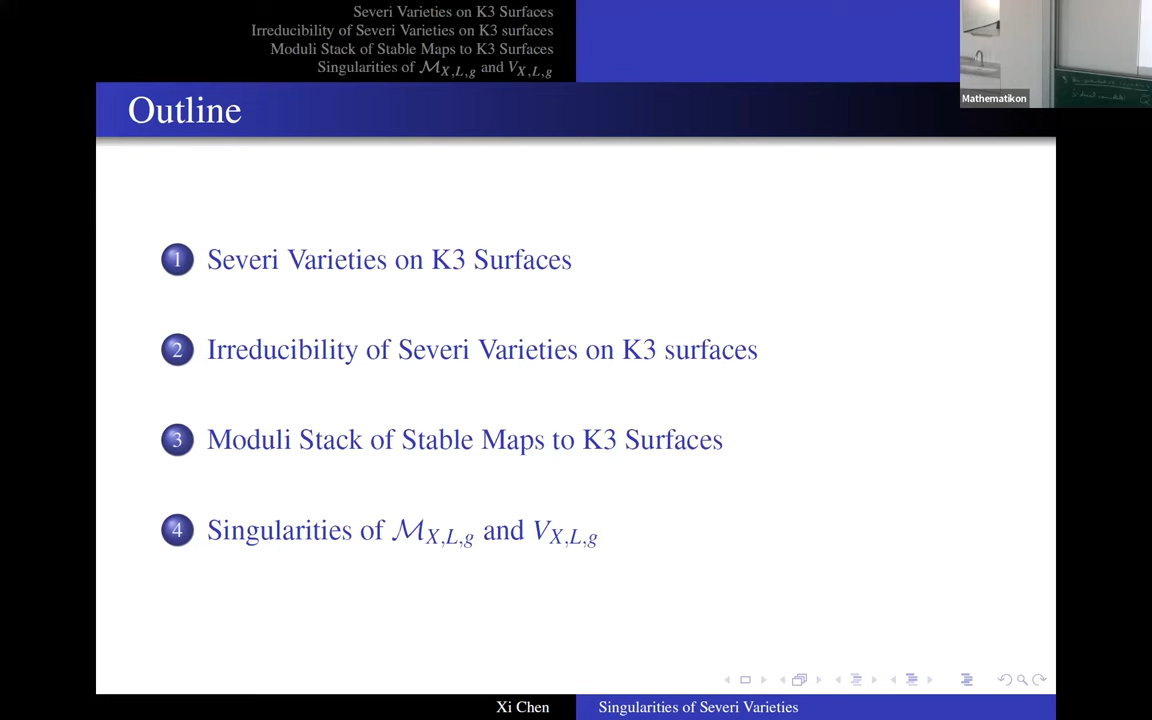 Severi Varieties on K3 Surfaces
Irreducibility of Severi Varieties on K3 surfaces
Moduli Stack of Stable Maps to K3 Surfaces
Singularities of 𝓜_{X,L,g} and V_{X,L,g}
Mathematikon
Outline
1 Severi Varieties on K3 Surfaces
2 Irreducibility of Severi Varieties on K3 surfaces
3 Moduli Stack of Stable Maps to K3 Surfaces
4 Singularities of 𝓜_{X,L,g} and V_{X,L,g}
Xi Chen
Singularities of Severi Varieties